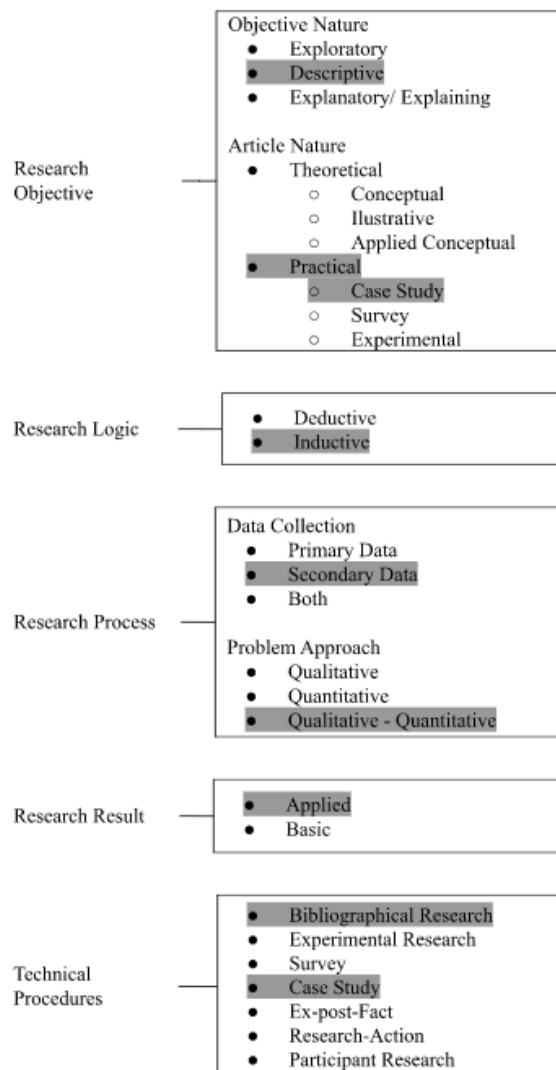 Objective Nature
● Exploratory
● Descriptive
● Explanatory/ Explaining
Article Nature
● Theoretical
○ Conceptual
○ Ilustrative
○ Applied Conceptual
● Practical
○ Case Study
○ Survey
○ Experimental
Research
Objective
● Deductive
● Inductive
Research Logic
Data Collection
● Primary Data
● Secondary Data
● Both
Problem Approach
● Qualitative
● Quantitative
● Qualitative - Quantitative
Research Process
● Applied
● Basic
Research Result
● Bibliographical Research
● Experimental Research
● Survey
● Case Study
● Ex-post-Fact
● Research-Action
● Participant Research
Technical
Procedures